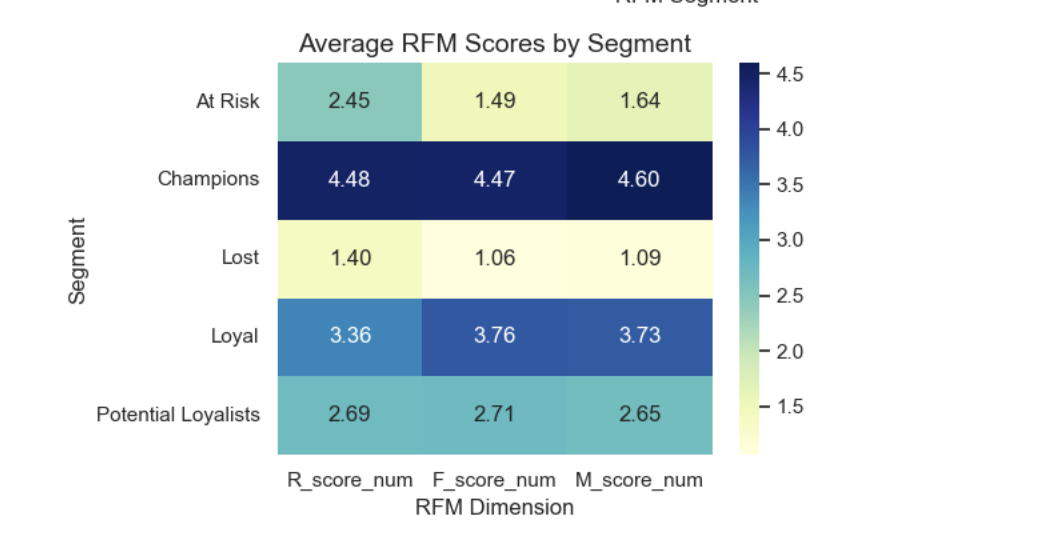 RFM Segment
Average RFM Scores by Segment
At Risk 2.45 1.49 1.64 4.5
4.0
Champions 4.48 4.47 4.60 3.5
Segment
Lost 1.40 1.06 1.09 3.0
2.5
Loyal 3.36 3.76 3.73 2.0
Potential Loyalists 2.69 2.71 2.65 1.5
R_score_num F_score_num M_score_num
RFM Dimension